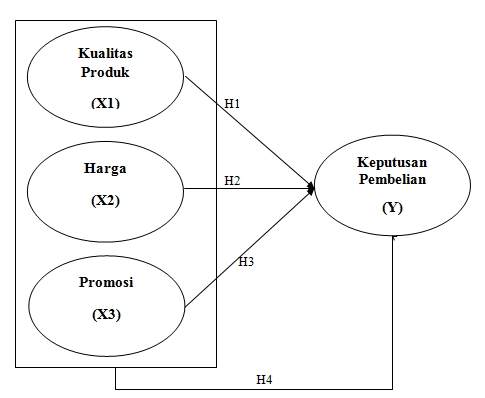 Kualitas
Produk
(X1)
H1
Harga
(X2)
H2
Keputusan
Pembelian
(Y)
Promosi
(X3)
H3
H4